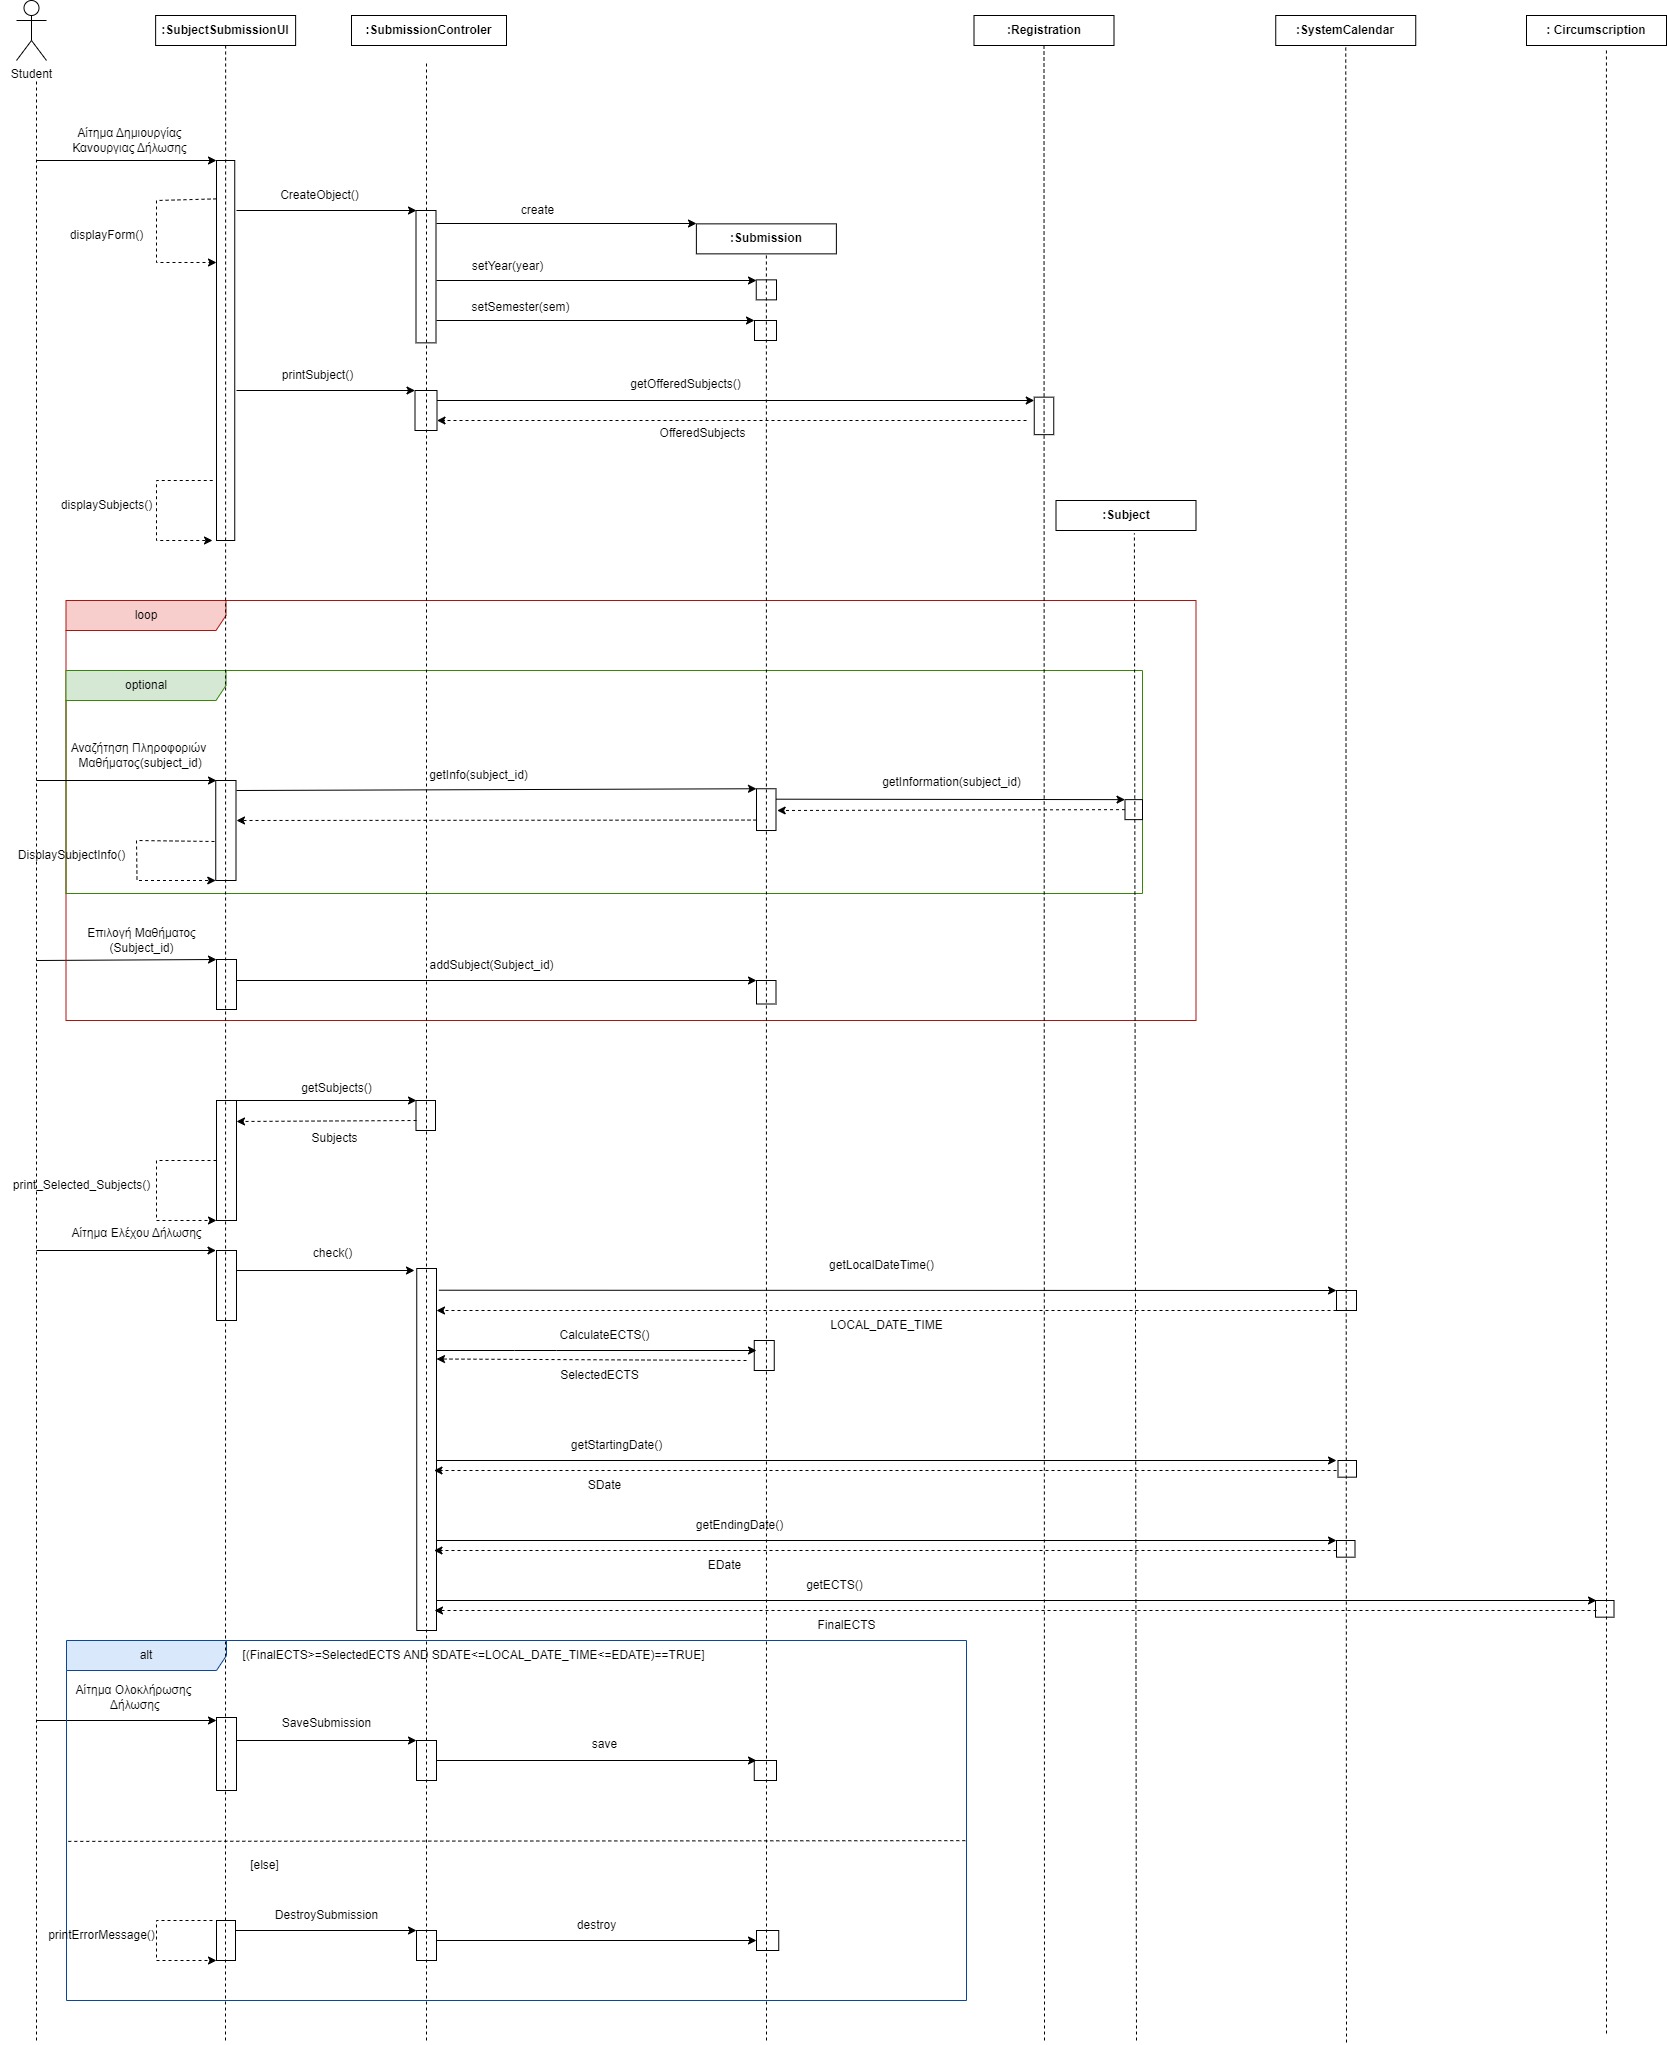 :SubjectSubmissionUI
:SubmissionControler
:Registration
:SystemCalendar
: Circumscription
Student
Αίτημα Δημιουργίας
Κανουργιας Δήλωσης
CreateObject()
create
displayForm()
:Submission
setYear(year)
setSemester(sem)
printSubject()
getOfferedSubjects()
OfferedSubjects
displaySubjects()
:Subject
loop
optional
Αναζήτηση Πληροφοριών
Μαθήματος(subject_id)
getInfo(subject_id)
getInformation(subject_id)
DisplaySubjectInfo()
Επιλογή Μαθήματος
(Subject_id)
addSubject(Subject_id)
getSubjects()
Subjects
print_Selected_Subjects()
Αίτημα Ελέχου Δήλωσης
check()
getLocalDateTime()
LOCAL_DATE_TIME
CalculateECTS()
SelectedECTS
getStartingDate()
SDate
getEndingDate()
EDate
getECTS()
FinalECTS
alt
[(FinalECTS>=SelectedECTS AND SDATE<=LOCAL_DATE_TIME<=EDATE)==TRUE]
Αίτημα Ολοκλήρωσης
Δήλωσης
SaveSubmission
save
[else]
DestroySubmission
destroy
printErrorMessage()